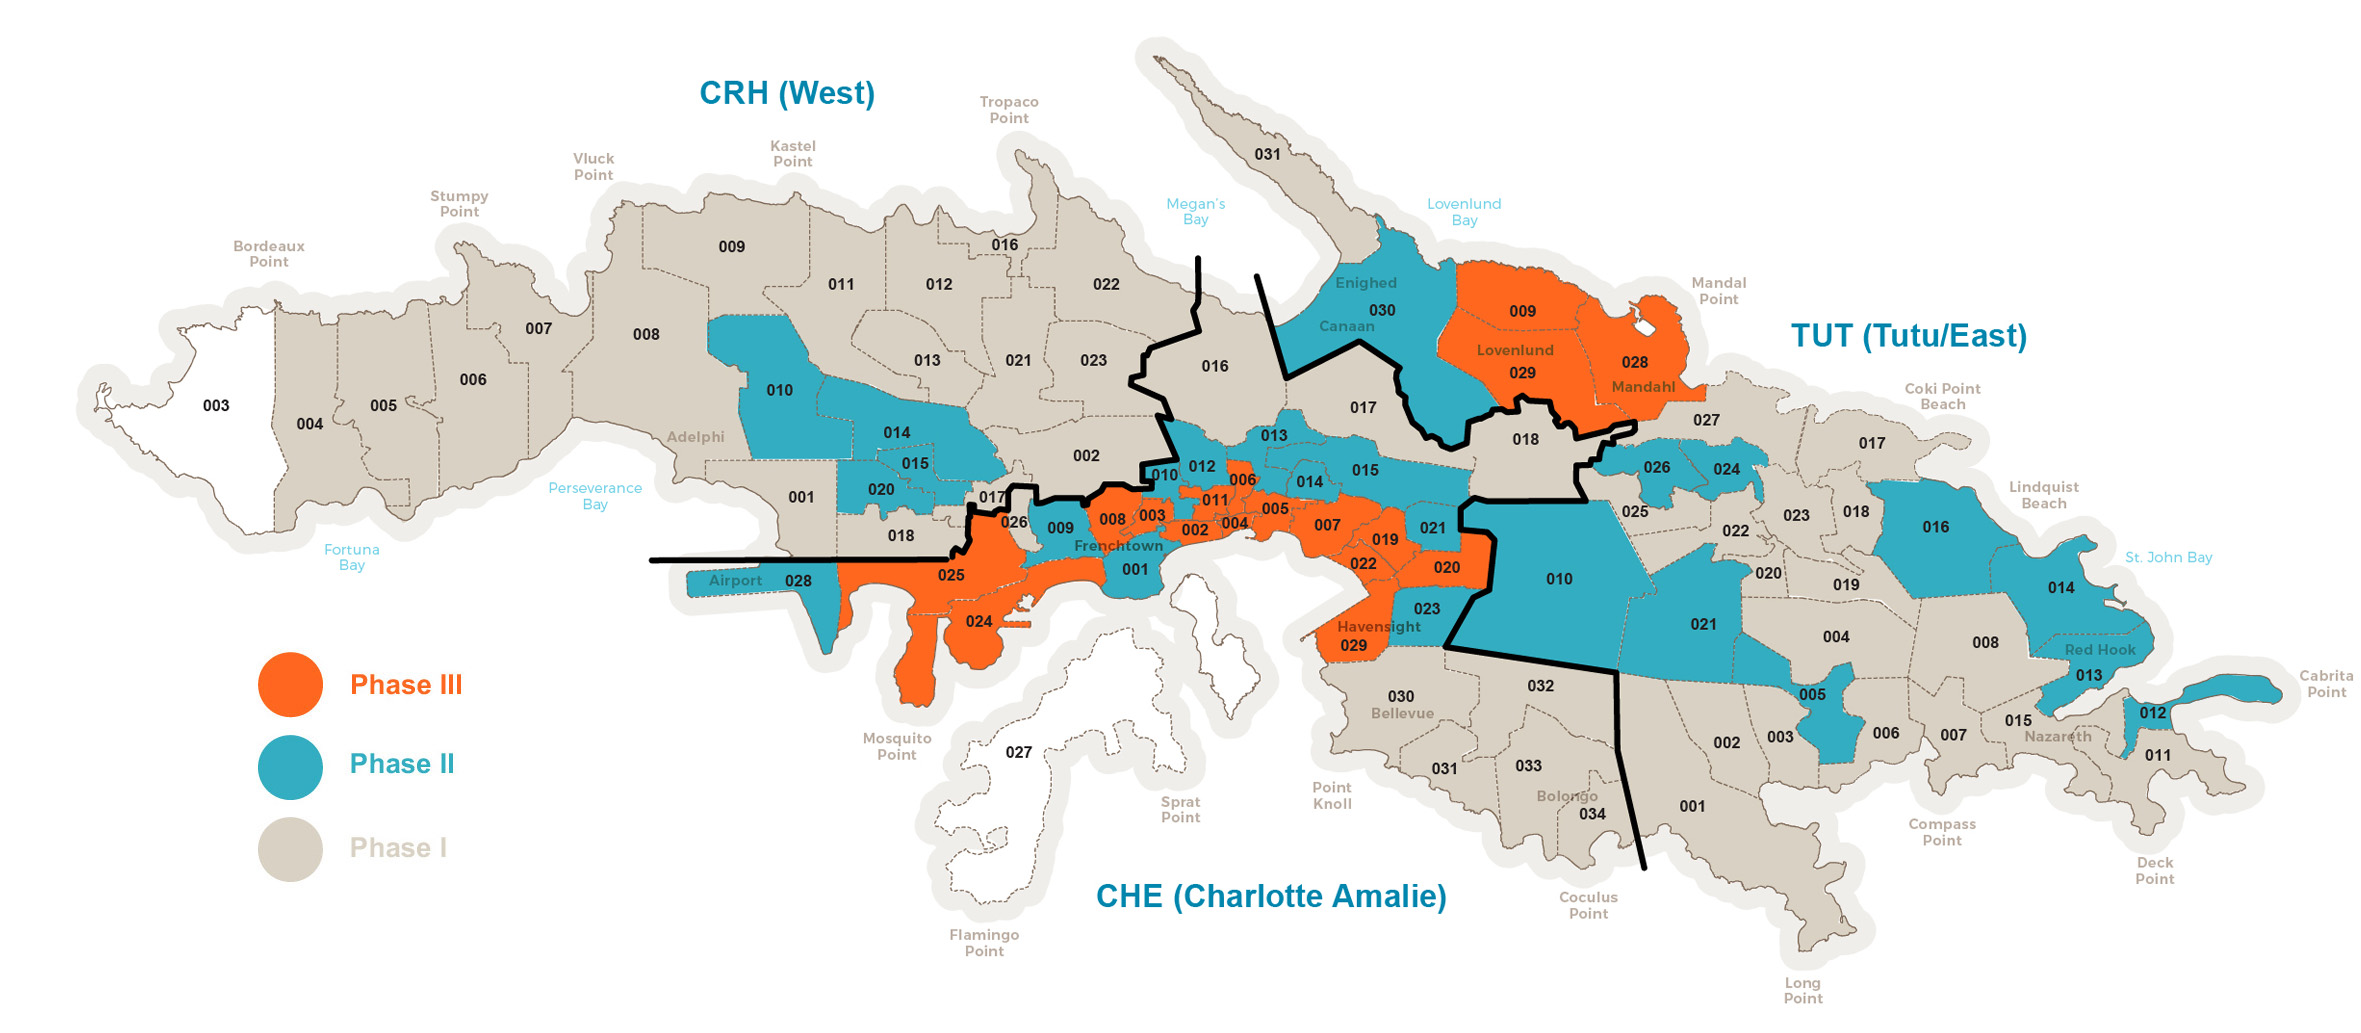 CRH (West)
Tropaco
Point
Kastel
Point
Vluck
Point
Stumpy
Point
Bordeaux
Point
Megan's
Bay
Lovenlund
Bay
Mandal
Point
TUT (Tutu/East)
Coki Point
Beach
Lindquist
Beach
St. John Bay
Cabrita
Point
031
009
016
011
012
022
007
008
003
004
005
006
010
013
021
023
014
015
020
002
001
017
018
Adelphi
Perseverance
Bay
Fortuna
Bay
Enighed
030
Canaan
009
Lovenlund
029
028
Mandahl
016
017
018
013
012
010
014
015
006
011
005
003
008
002
004
007
009
026
Frenchtown
001
019
021
022
020
023
Havensight
029
Airport
028
025
024
027
030
Bellevue
031
032
033
Bolongo
034
027
017
026
024
025
022
023
018
016
010
020
019
014
021
004
008
Red Hook
013
005
012
002
003
006
007
015
Nazareth
011
001
Phase III
Phase II
Phase I
Mosquito
Point
Sprat
Point
Flamingo
Point
Point
Knoll
Coculus
Point
Compass
Point
Deck
Point
Long
Point
CHE (Charlotte Amalie)